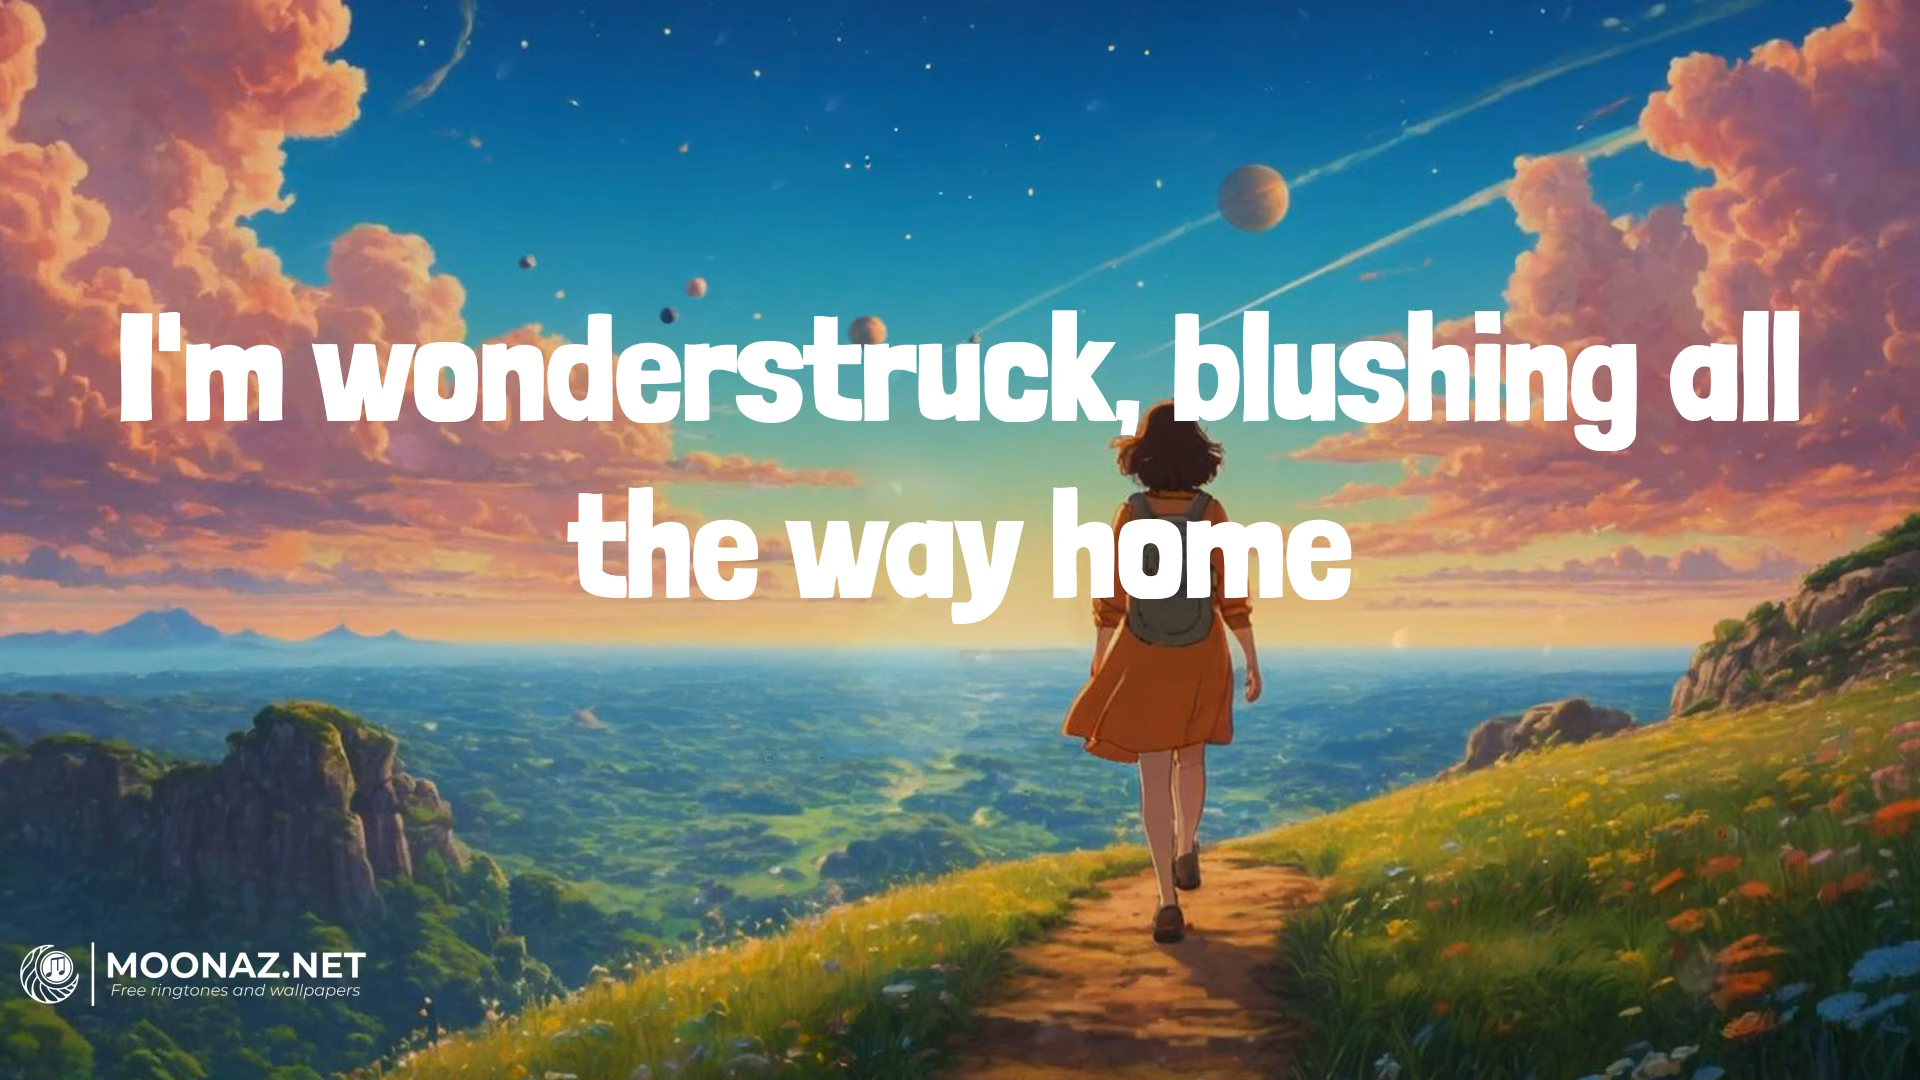 I'm wonderstruck, blushing all
the way home
MOONAZ.NET
Free ringtones and wallpapers